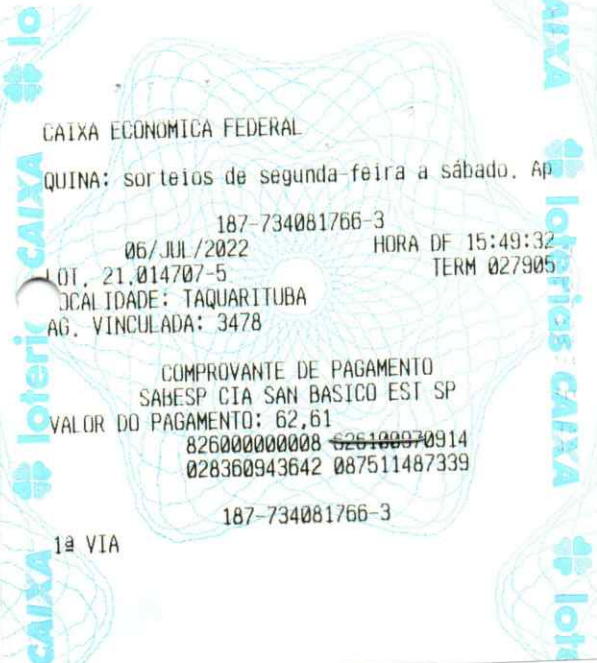 CAIXA ECONOMICA FEDERAL
QUINA: sorteios de segunda-feira a sábado. Ap
187-734081766-3
06/JUL/2022 HORA DF 15:49:32
LOT. 21.014707-5 TERM 027905
LOCALIDADE: TAQUARITUBA
AG. VINCULADA: 3478
COMPROVANTE DE PAGAMENTO
SABESP CIA SAN BASICO EST SP
VALOR DO PAGAMENTO: 62,61
826000000008 626100970914
028360943642 087511487339
187-734081766-3
1ª VIA
loterias CAIXA
loterias CAIXA